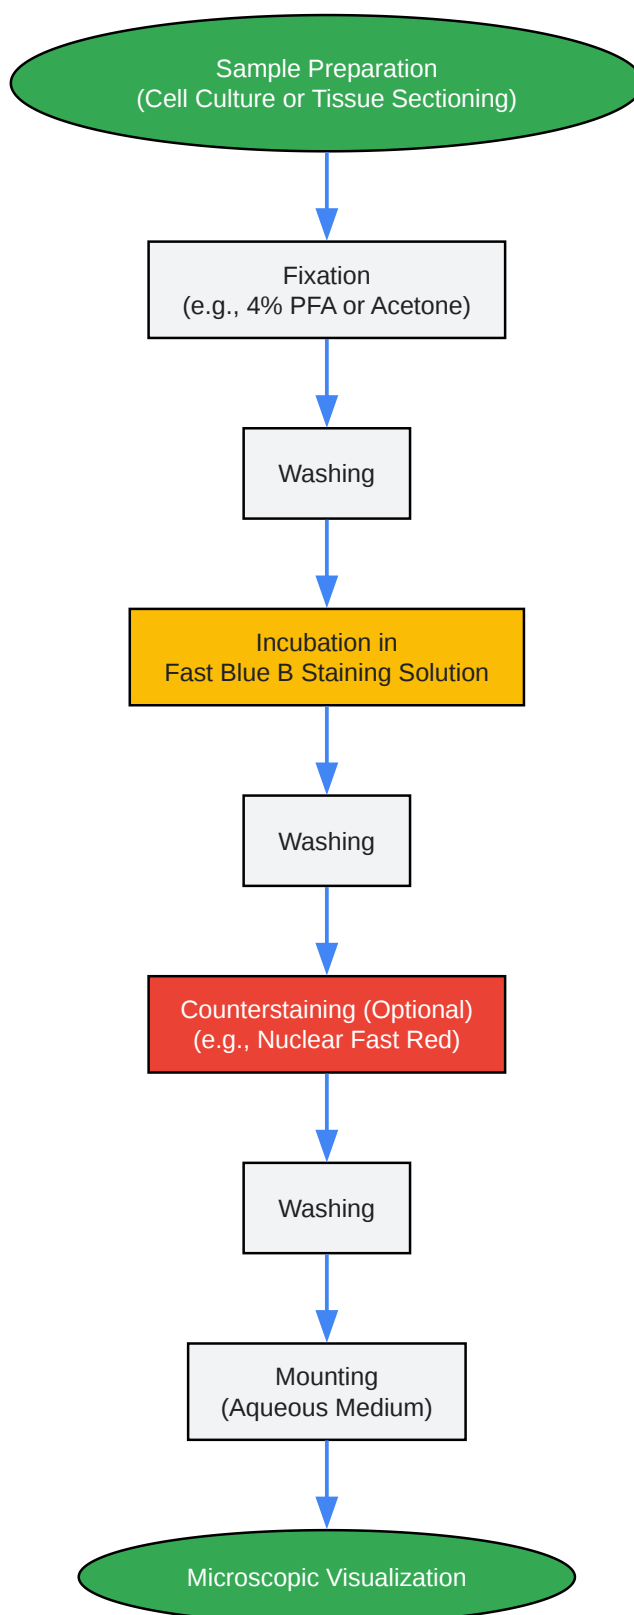 Sample Preparation
(Cell Culture or Tissue Sectioning)
Fixation
(e.g., 4% PFA or Acetone)
Washing
Incubation in
Fast Blue B Staining Solution
Washing
Counterstaining (Optional)
(e.g., Nuclear Fast Red)
Washing
Mounting
(Aqueous Medium)
Microscopic Visualization